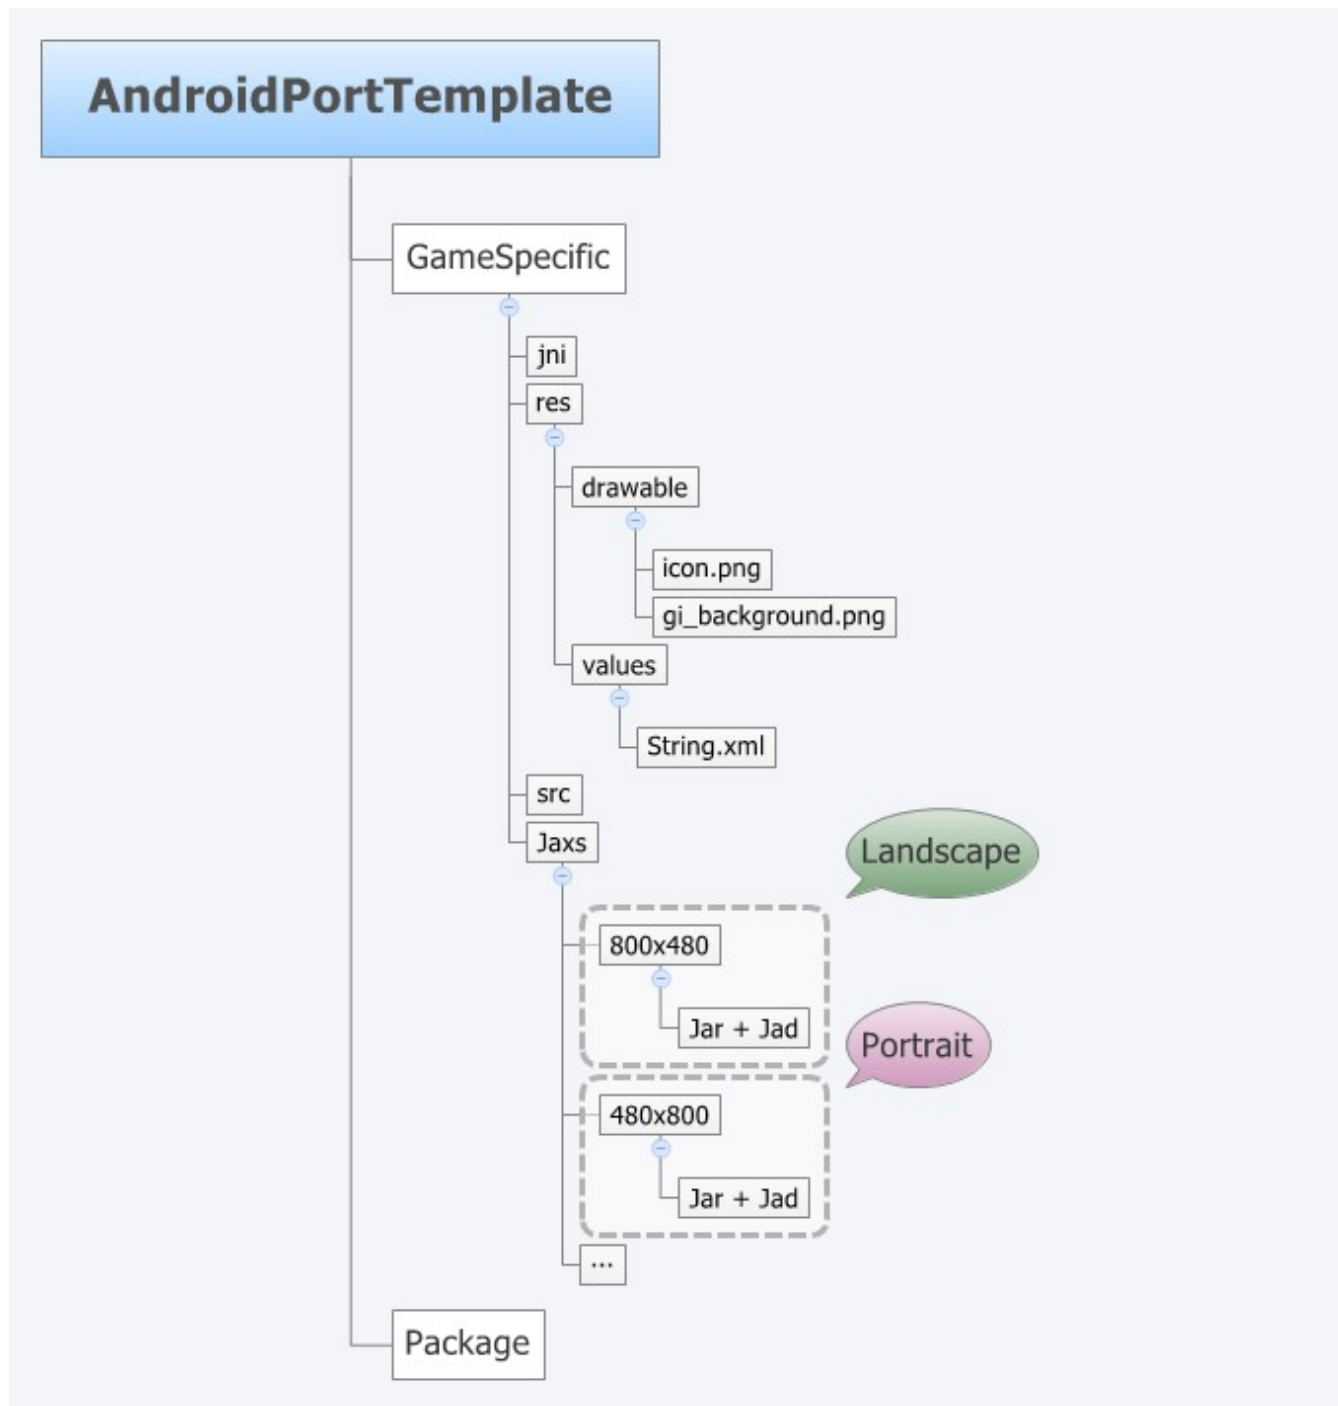 AndroidPortTemplate
GameSpecific
jni
res
drawable
icon.png
gi_background.png
values
String.xml
src
Jaxs
Landscape
800x480
Jar + Jad
Portrait
480x800
Jar + Jad
...
Package